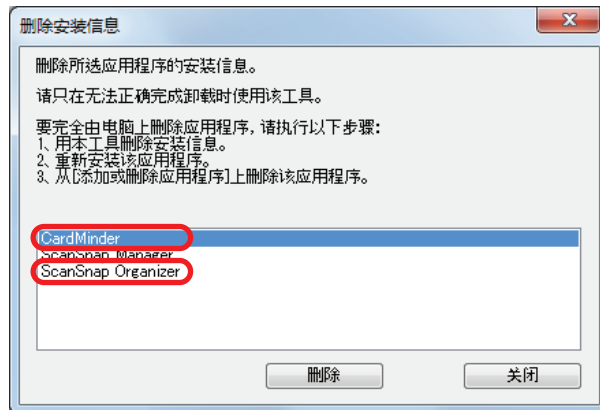 删除安装信息
删除所选应用程序的安装信息。
请只在无法正确完成卸载时使用该工具。
要完全由电脑上删除应用程序，请执行以下步骤：
1、用本工具删除安装信息。
2、重新安装该应用程序。
3、从[添加或删除应用程序]上删除该应用程序。
CardMinder
ScanSnap Manager
ScanSnap Organizer
删除
关闭